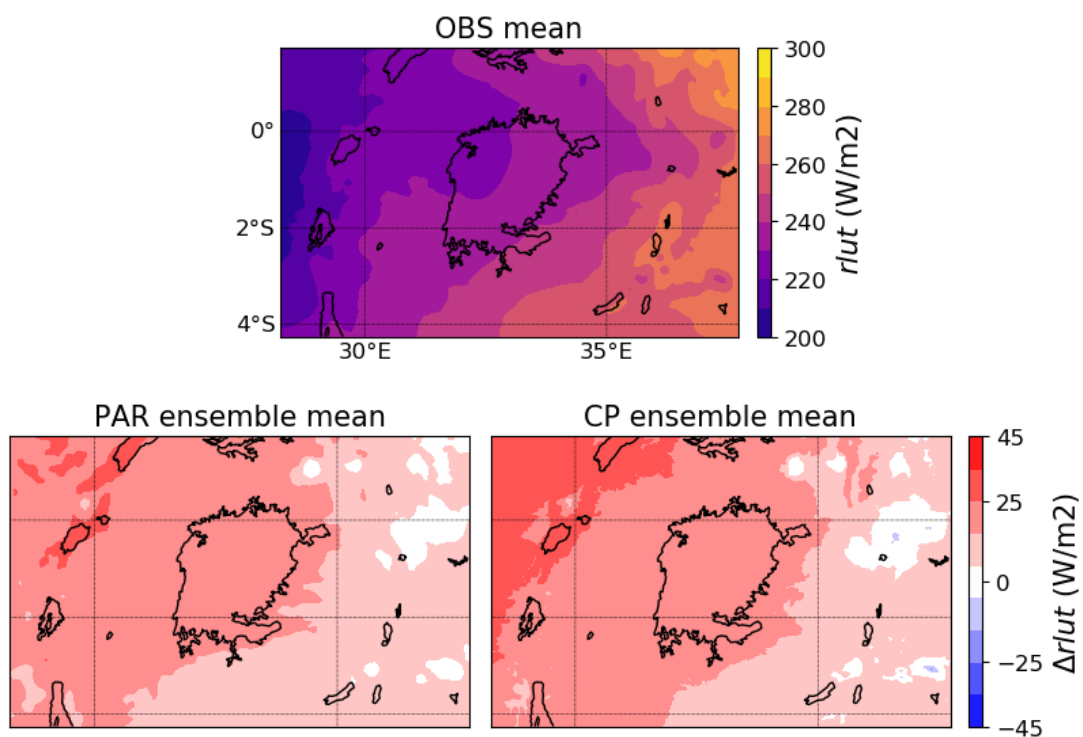 OBS mean
0°
2°S
4°S
30°E
35°E
300
280
260
240
220
200
rlut (W/m2)
PAR ensemble mean
CP ensemble mean
45
25
0
−25
−45
Δrlut (W/m2)